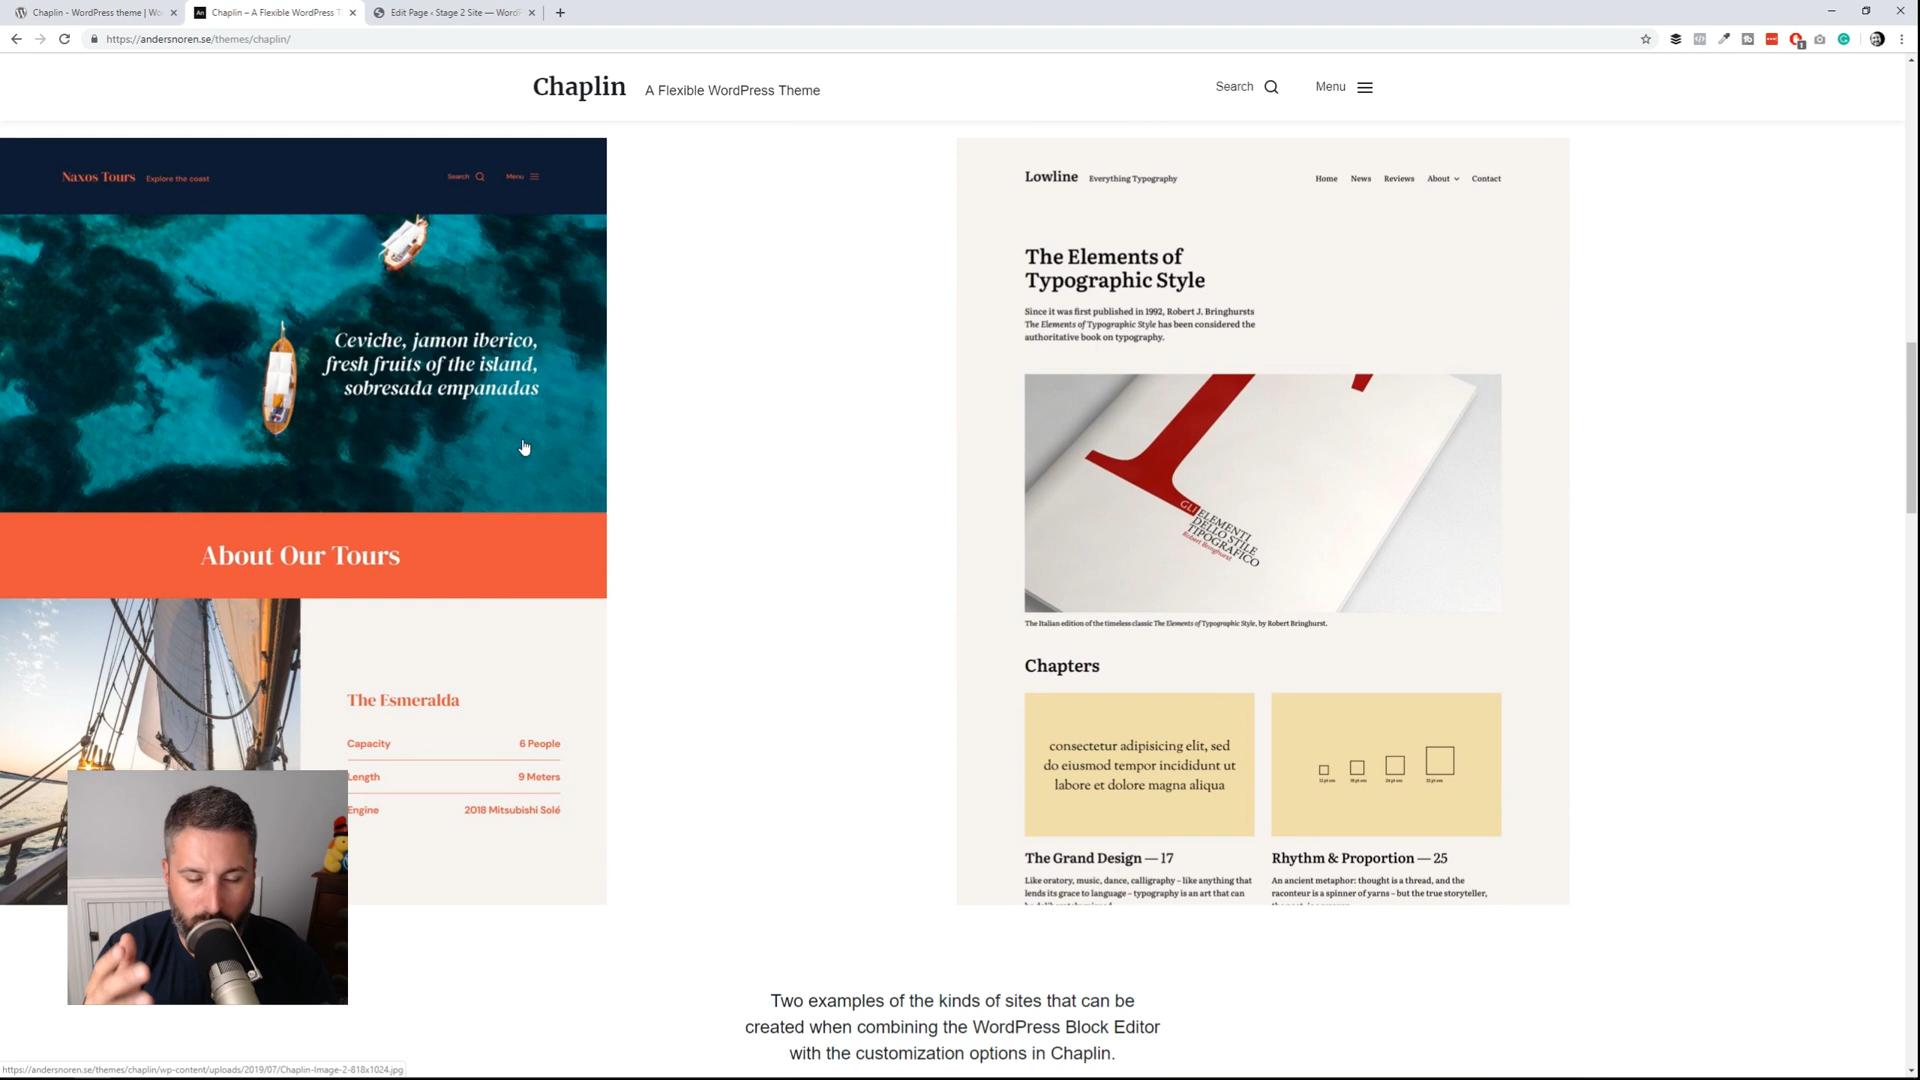 Chaplin - WordPress theme | Wo
Chaplin – A Flexible WordPress T
Edit Page ‹ Stage 2 Site — WordP
https://andersnoren.se/themes/chaplin/
Chaplin A Flexible WordPress Theme
Search
Menu
Naxos Tours Explore the coast
Search
Menu
Ceviche, jamon iberico,
fresh fruits of the island,
sobresada empanadas
About Our Tours
The Esmeralda
Capacity 6 People
Length 9 Meters
Engine 2018 Mitsubishi Solé
Lowline Everything Typography
Home News Reviews About Contact
The Elements of
Typographic Style
Since it was first published in 1992, Robert J. Bringhursts
The Elements of Typographic Style has been considered the
authoritative book on typography.
GLI ELEMENTI
DELLO STILE
TIPOGRAFICO
Robert Bringhurst
The Italian edition of the timeless classic The Elements of Typographic Style, by Robert Bringhurst.
Chapters
consectetur adipisicing elit, sed
do eiusmod tempor incididunt ut
labore et dolore magna aliqua
The Grand Design — 17
Like oratory, music, dance, calligraphy – like anything that
lends its grace to language – typography is an art that can
Rhythm & Proportion — 25
An ancient metaphor: thought is a thread, and the
raconteur is a spinner of yarns – but the true storyteller,
Two examples of the kinds of sites that can be
created when combining the WordPress Block Editor
with the customization options in Chaplin.
https://andersnoren.se/themes/chaplin/wp-content/uploads/2019/07/Chaplin-Image-2-818x1024.jpg